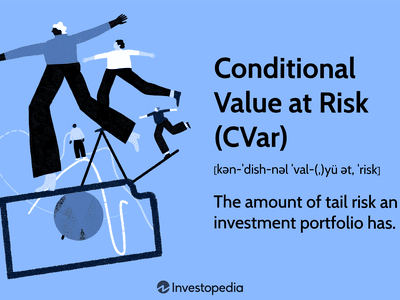 Conditional
Value at Risk
(CVar)
[kən-ˈdish-nəl ˈval-(ˌ)yü ət, ˈrisk]
The amount of tail risk an
investment portfolio has.
Investopedia